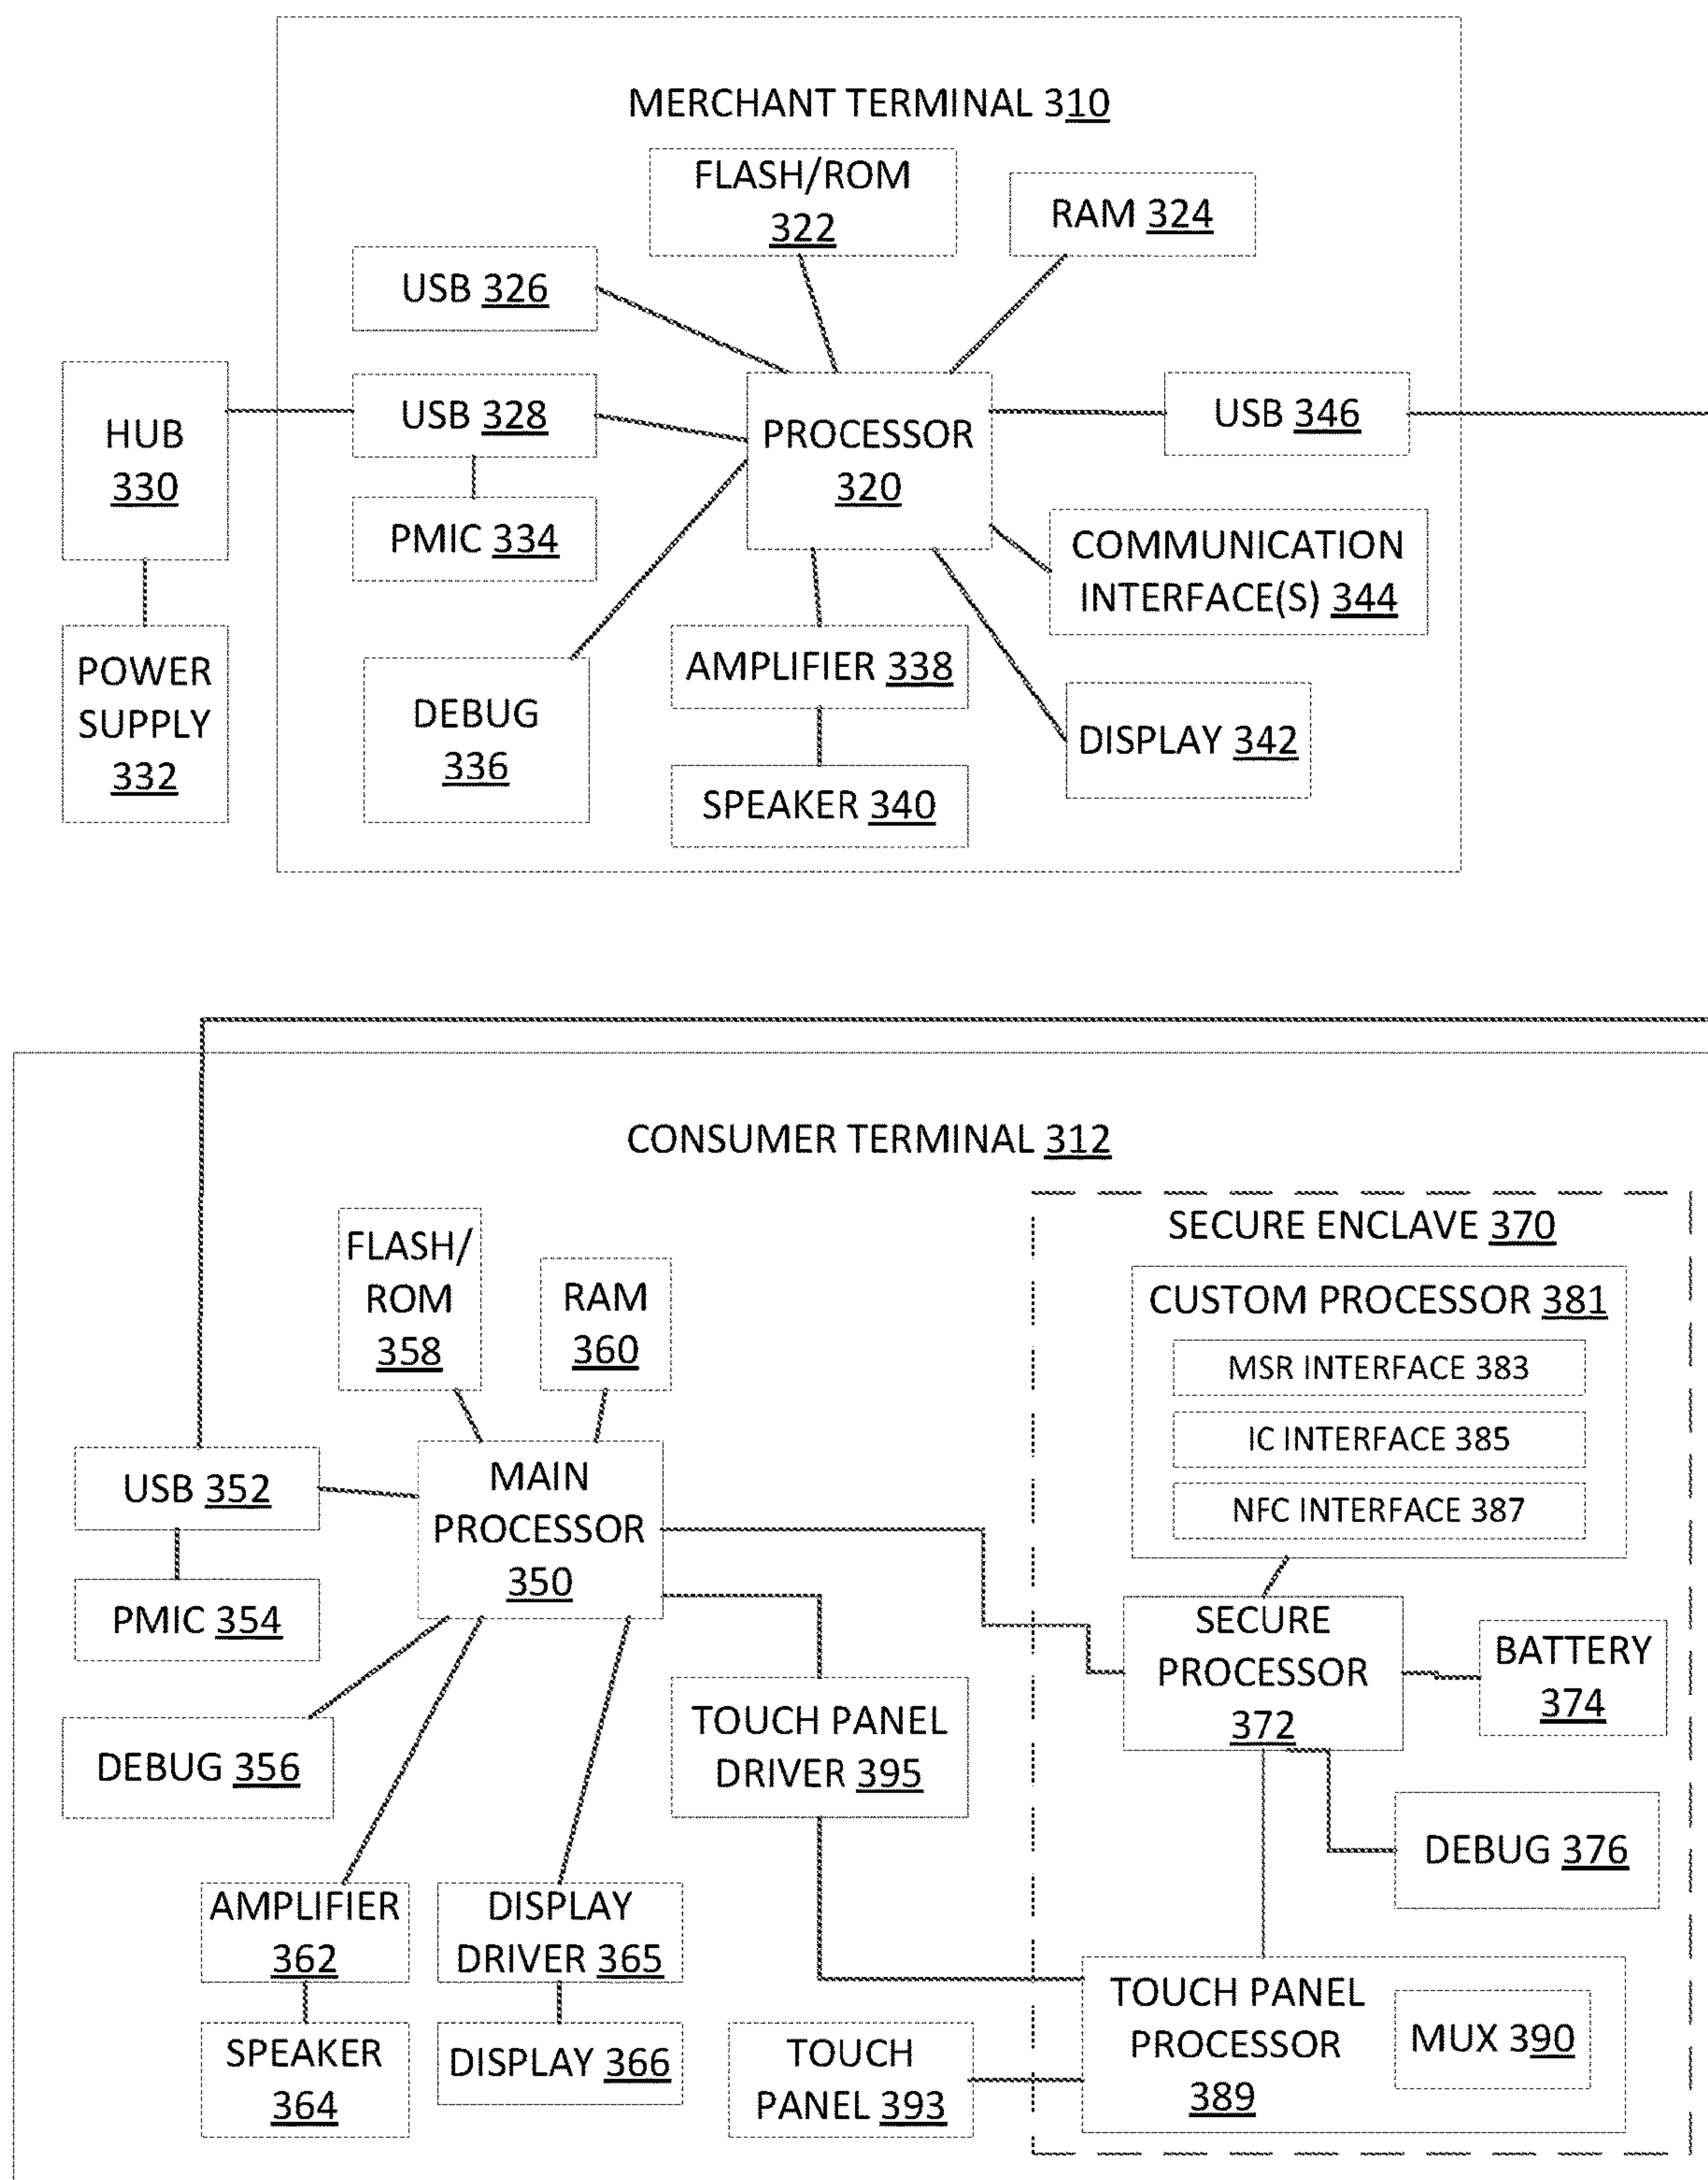 MERCHANT TERMINAL 310
FLASH/ROM
322
RAM 324
USB 326
HUB
330
USB 328
PROCESSOR
320
USB 346
PMIC 334
COMMUNICATION
INTERFACE(S) 344
POWER
SUPPLY
332
DEBUG
336
AMPLIFIER 338
DISPLAY 342
SPEAKER 340
CONSUMER TERMINAL 312
FLASH/
ROM
358
RAM
360
SECURE ENCLAVE 370
CUSTOM PROCESSOR 381
MSR INTERFACE 383
IC INTERFACE 385
NFC INTERFACE 387
USB 352
MAIN
PROCESSOR
350
PMIC 354
SECURE
PROCESSOR
372
BATTERY
374
DEBUG 356
TOUCH PANEL
DRIVER 395
DEBUG 376
AMPLIFIER
362
DISPLAY
DRIVER 365
SPEAKER
364
DISPLAY 366
TOUCH
PANEL 393
TOUCH PANEL
PROCESSOR
389
MUX 390